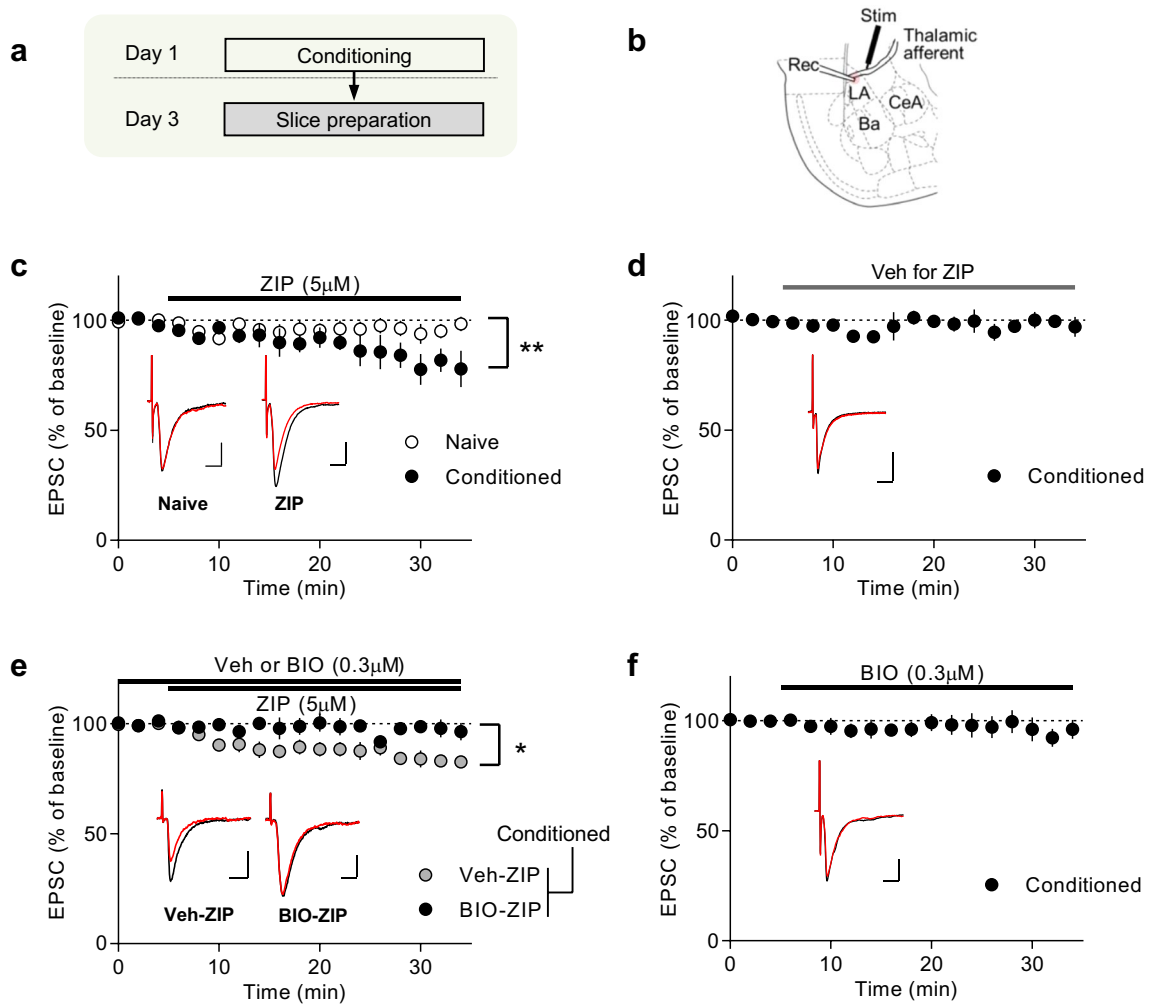 a
Day 1
Conditioning
Day 3
Slice preparation
b
Stim
Thalamic
afferent
Rec
LA
CeA
Ba
c
ZIP (5μM)
EPSC (% of baseline)
100
50
0
**
Naive
Conditioned
Naive
ZIP
0
10
20
30
Time (min)
d
Veh for ZIP
EPSC (% of baseline)
100
50
0
Conditioned
0
10
20
30
Time (min)
e
Veh or BIO (0.3μM)
ZIP (5μM)
EPSC (% of baseline)
100
50
0
*
Conditioned
Veh-ZIP
BIO-ZIP
Veh-ZIP
BIO-ZIP
0
10
20
30
Time (min)
f
BIO (0.3μM)
EPSC (% of baseline)
100
50
0
Conditioned
0
10
20
30
Time (min)